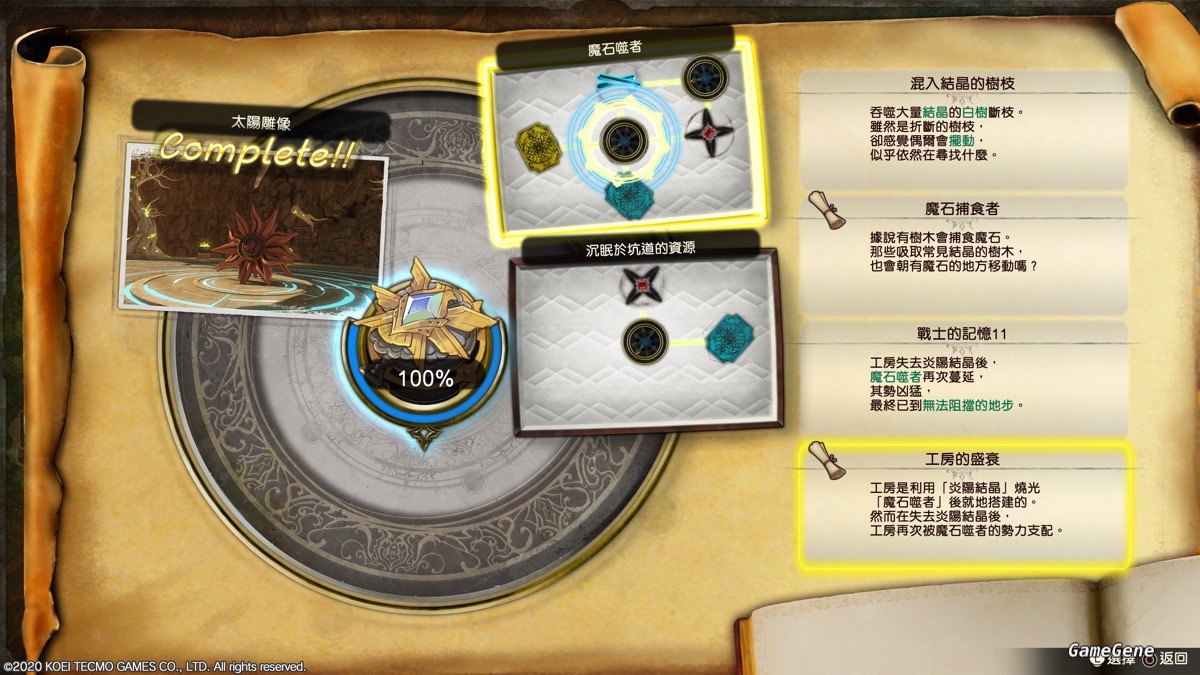 太陽雕像
Complete!!
100%
魔石噬者
沉眠於坑道的資源
混入結晶的樹枝
吞噬大量結晶的白樹斷枝。
雖然是折斷的樹枝，
卻感覺偶爾會擺動，
似乎依然在尋找什麼。
魔石捕食者
據說有樹木會捕食魔石。
那些吸取常見結晶的樹木，
也會朝有魔石的地方移動嗎？
戰士的記憶11
工房失去炎陽結晶後，
魔石噬者再次蔓延，
其勢凶猛，
最終已到無法阻擋的地步。
工房的盛衰
工房是利用「炎陽結晶」燒光
「魔石噬者」後就地搭建的。
然而在失去炎陽結晶後，
工房再次被魔石噬者的勢力支配。
©2020 KOEI TECMO GAMES CO., LTD. All rights reserved.
GameGene
L 選擇 返回